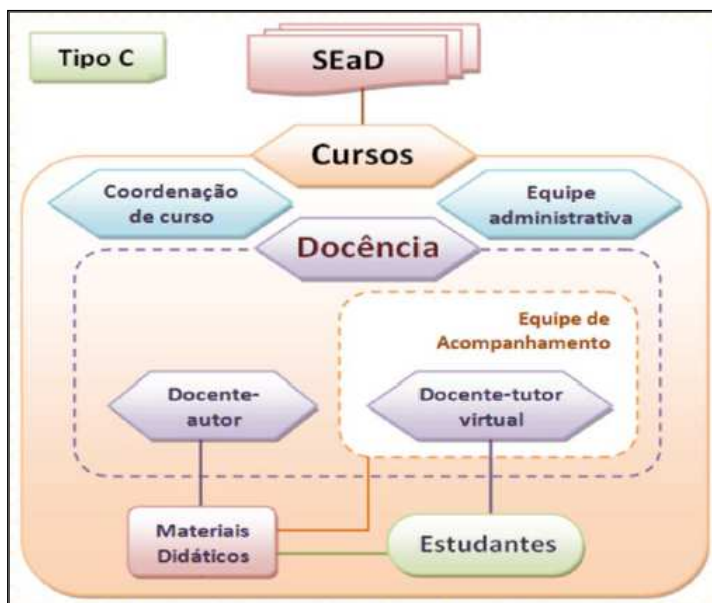 Tipo C
SEaD
Cursos
Coordenação
de curso
Equipe
administrativa
Docência
Equipe de
Acompanhamento
Docente-
autor
Docente-tutor
virtual
Materiais
Didáticos
Estudantes